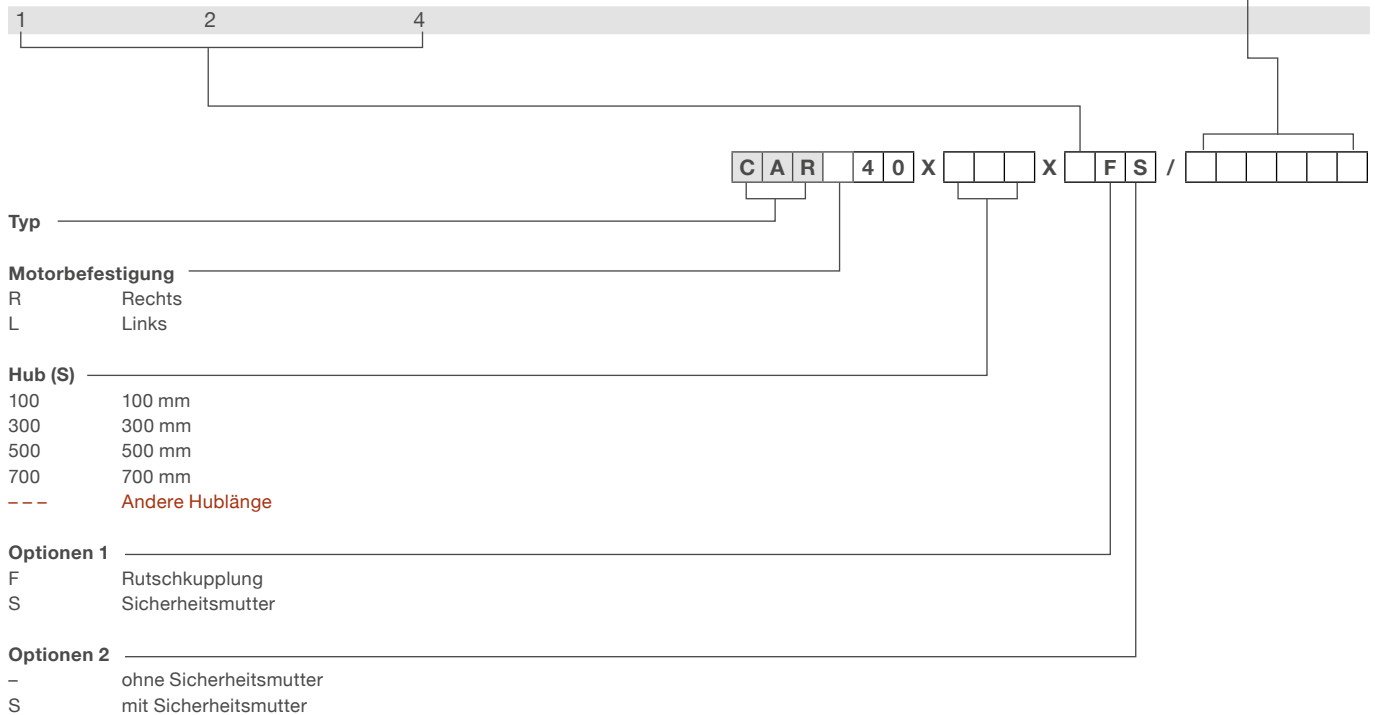 1 2 4
C A R 4 0 X X F S /
Typ
Motorbefestigung
R Rechts
L Links
Hub (S)
100 100 mm
300 300 mm
500 500 mm
700 700 mm
– – – Andere Hublänge
Optionen 1
F Rutschkupplung
S Sicherheitsmutter
Optionen 2
– ohne Sicherheitsmutter
S mit Sicherheitsmutter